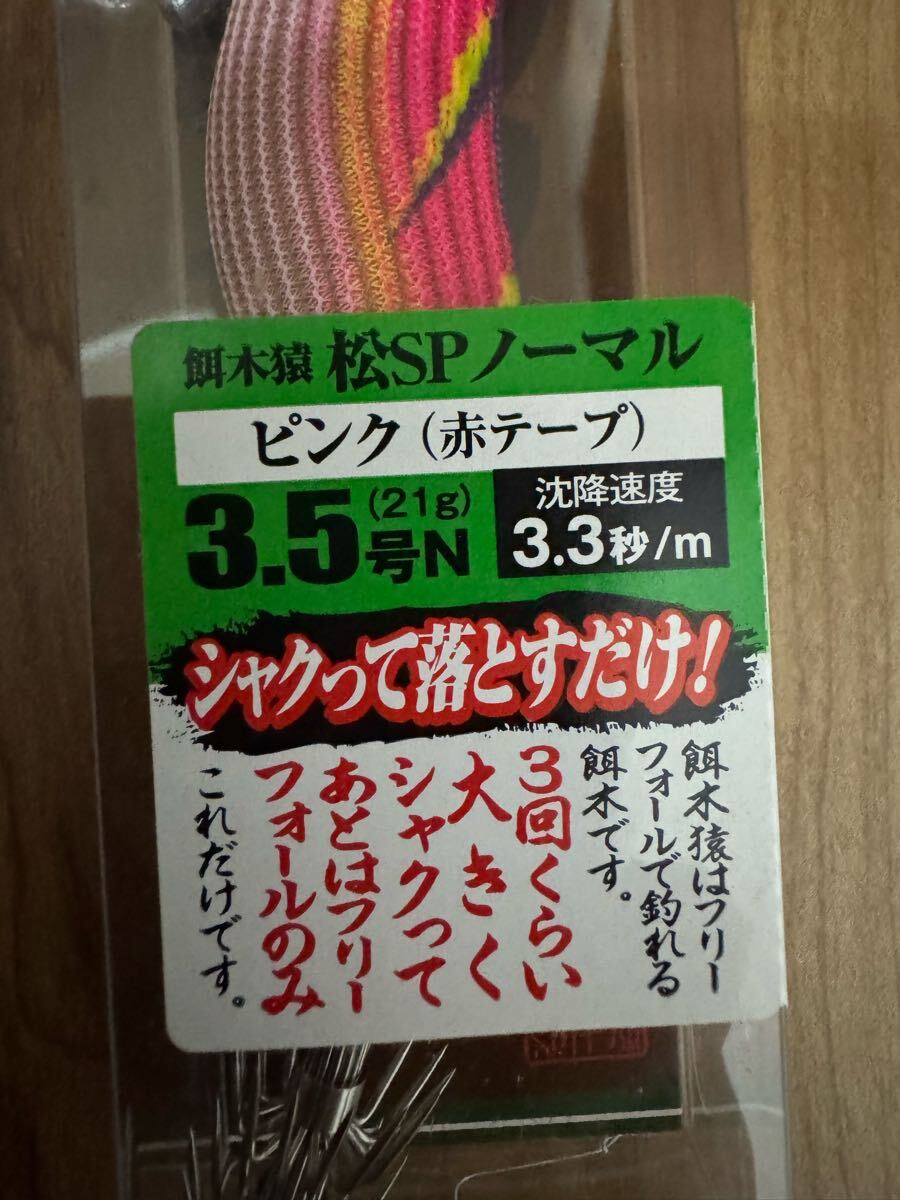 餌木猿 松SPノーマル
ピンク（赤テープ）
3.5号N（21g）
沈降速度
3.3秒/m
シャクって落とすだけ！
餌木猿はフリー
フォールで釣れる
餌木です。
3回くらい
大きく
シャクって
あとはフリー
フォールのみ
これだけです。